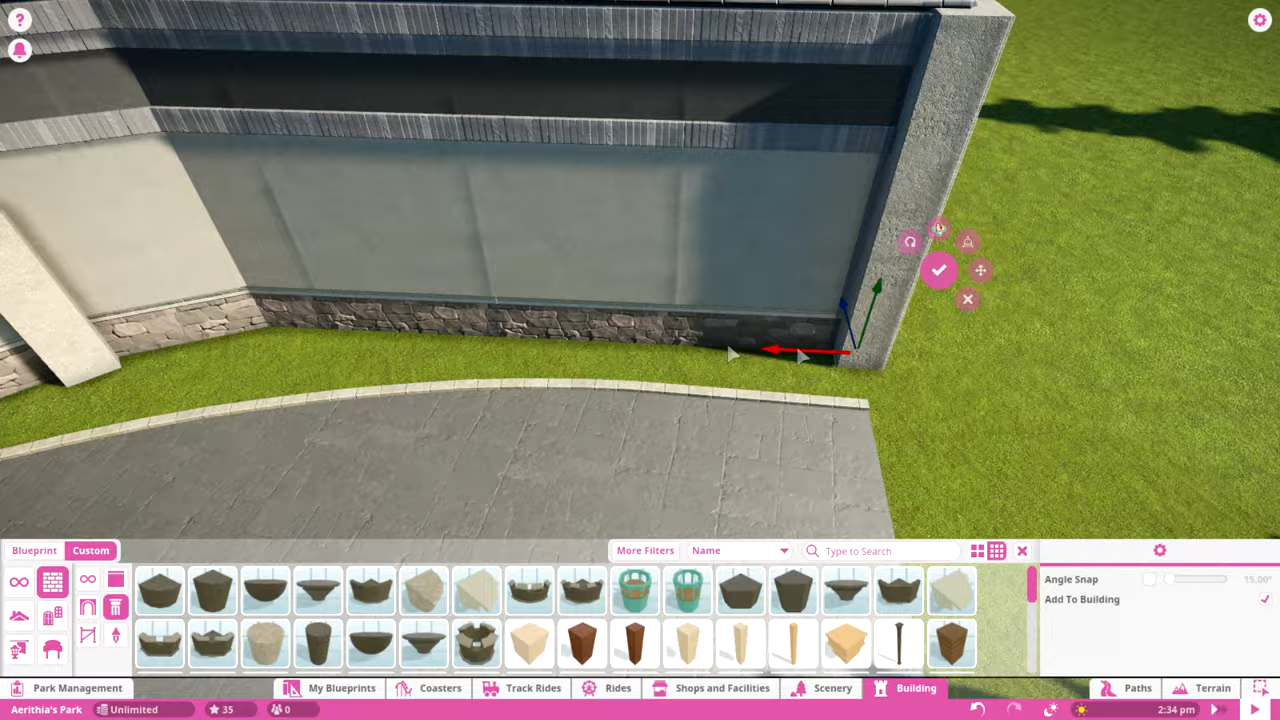 ?
Blueprint
Custom
More Filters
Name
Type to Search
Angle Snap
15.00°
Add To Building
Park Management
My Blueprints
Coasters
Track Rides
Rides
Shops and Facilities
Scenery
Building
Paths
Terrain
Aerithia's Park
Unlimited
35
0
2:34 pm